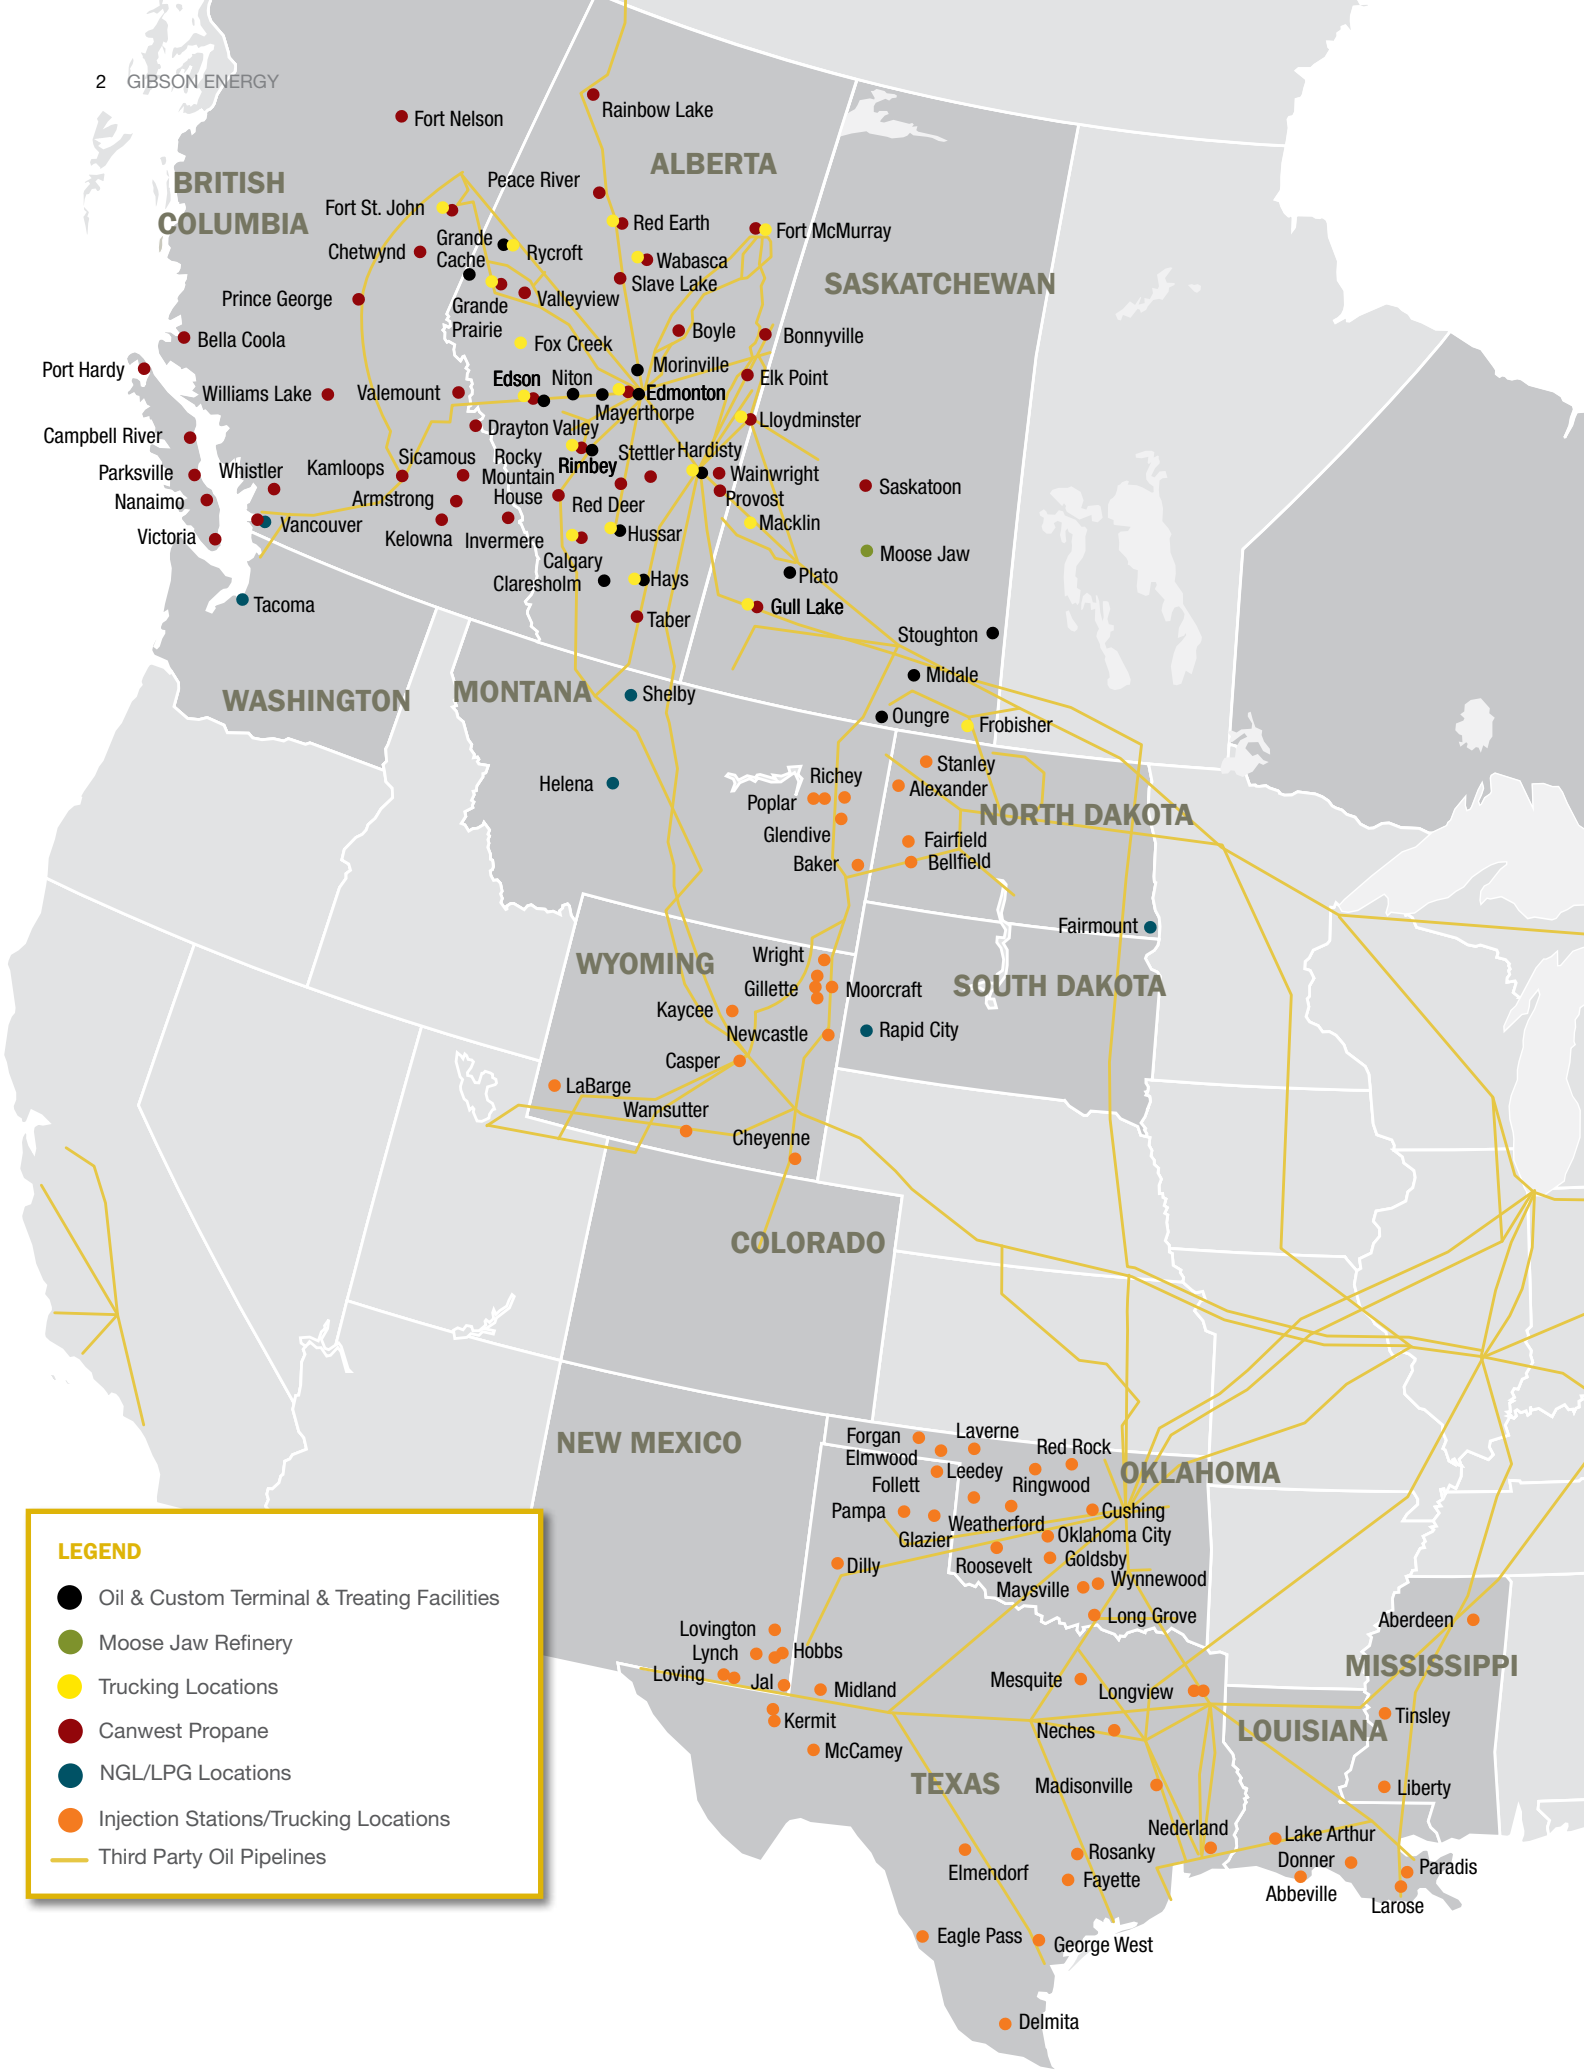 2 GIBSON ENERGY
Fort Nelson
Rainbow Lake
ALBERTA
BRITISH
COLUMBIA
Peace River
Fort St. John
Red Earth
Fort McMurray
Chetwynd
Grande
Cache
Rycroft
Wabasca
Slave Lake
SASKATCHEWAN
Prince George
Grande
Prairie
Valleyview
Bella Coola
Fox Creek
Boyle
Bonnyville
Port Hardy
Morinville
Williams Lake
Valemount
Edson
Niton
Edmonton
Elk Point
Mayerthorpe
Campbell River
Drayton Valley
Lloydminster
Parksville
Whistler
Kamloops
Sicamous
Rocky
Mountain
House
Rimbey
Stettler
Hardisty
Wainwright
Nanaimo
Armstrong
Red Deer
Provost
Saskatoon
Victoria
Vancouver
Kelowna
Invermere
Hussar
Macklin
Calgary
Moose Jaw
Claresholm
Hays
Plato
Tacoma
Taber
Gull Lake
Stoughton
WASHINGTON
MONTANA
Shelby
Midale
Oungre
Frobisher
Helena
Richey
Stanley
Poplar
Alexander
NORTH DAKOTA
Glendive
Fairfield
Baker
Bellfield
Fairmount
WYOMING
Wright
Gillette
Moorcraft
SOUTH DAKOTA
Kaycee
Newcastle
Rapid City
Casper
LaBarge
Wamsutter
Cheyenne
COLORADO
NEW MEXICO
Forgan
Laverne
Elmwood
Red Rock
Follett
Leedey
Ringwood
OKLAHOMA
Pampa
Weatherford
Cushing
Glazier
Oklahoma City
Dilly
Roosevelt
Goldsby
Maysville
Wynnewood
Long Grove
Lovington
Lynch
Hobbs
Loving
Jal
Midland
Mesquite
Longview
Aberdeen
MISSISSIPPI
Kermit
Neches
LOUISIANA
Tinsley
McCamey
TEXAS
Madisonville
Liberty
Nederland
Lake Arthur
Elmendorf
Rosanky
Donner
Paradis
Fayette
Abbeville
Larose
Eagle Pass
George West
Delmita
LEGEND
Oil & Custom Terminal & Treating Facilities
Moose Jaw Refinery
Trucking Locations
Canwest Propane
NGL/LPG Locations
Injection Stations/Trucking Locations
Third Party Oil Pipelines